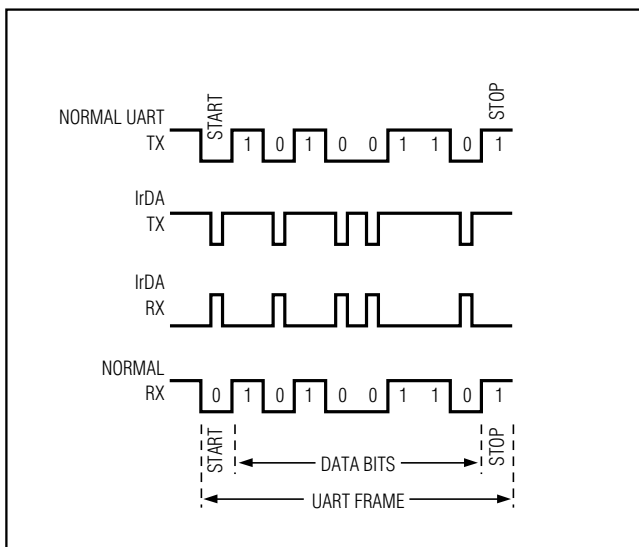 NORMAL UART
TX
START
1 0 1 0 0 1 1 0 1
STOP
IrDA
TX
IrDA
RX
NORMAL
RX
0 1 0 1 0 0 1 1 0 1
START
DATA BITS
STOP
UART FRAME